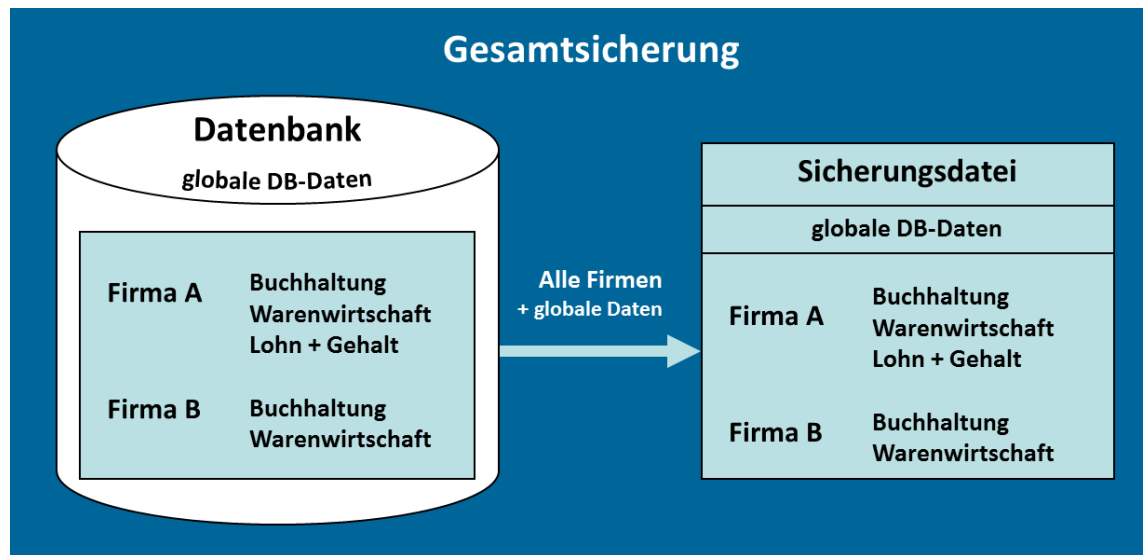 Gesamtsicherung
Datenbank
globale DB-Daten
Firma A
Buchhaltung
Warenwirtschaft
Lohn + Gehalt
Firma B
Buchhaltung
Warenwirtschaft
Alle Firmen
+ globale Daten
Sicherungsdatei
globale DB-Daten
Firma A
Buchhaltung
Warenwirtschaft
Lohn + Gehalt
Firma B
Buchhaltung
Warenwirtschaft